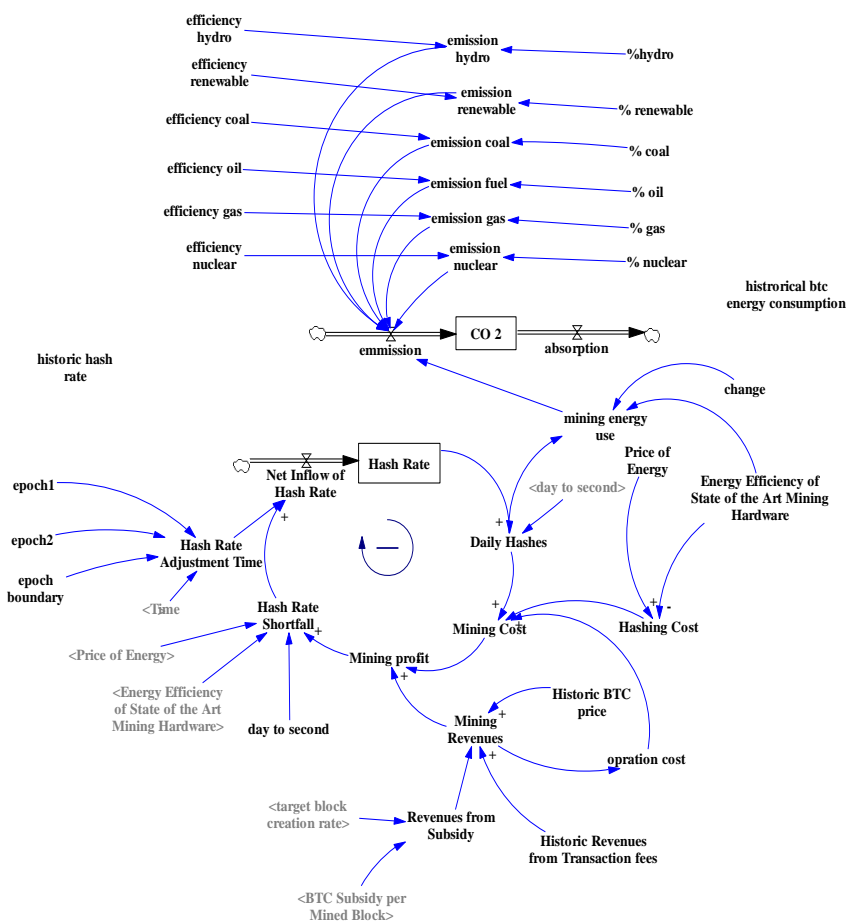 efficiency
hydro
emission
hydro
%hydro
efficiency
renewable
emission
renewable
% renewable
efficiency coal
emission coal
% coal
efficiency oil
emission fuel
% oil
efficiency gas
emission gas
% gas
efficiency
nuclear
emission
nuclear
% nuclear
histrorical btc
energy consumption
CO 2
emmission
absorption
historic hash
rate
change
mining energy
use
Hash Rate
Net Inflow of
Hash Rate
+
Price of
Energy
<day to second>
Energy Efficiency of
State of the Art Mining
Hardware
epoch1
epoch2
epoch
boundary
Hash Rate
Adjustment Time
<Time
+
Daily Hashes
Hash Rate
Shortfall
+
+
+
Mining Cost
+ -
Hashing Cost
<Price of Energy>
Mining profit
+
-
<Energy Efficiency
of State of the Art
Mining Hardware>
day to second
Historic BTC
price
+
Mining
Revenues
+
opration cost
<target block
creation rate>
Revenues from
Subsidy
Historic Revenues
from Transaction fees
<BTC Subsidy per
Mined Block>